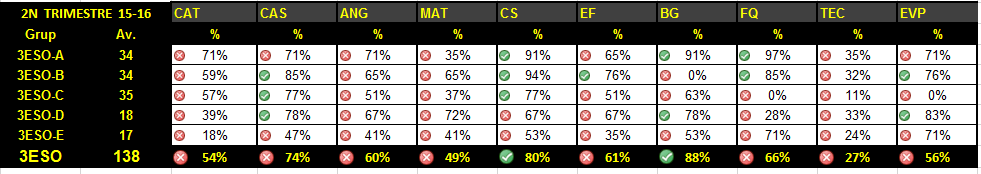 2N TRIMESTRE 15-16 CAT CAS ANG MAT CS EF BG FQ TEC EVP
Grup Av. % % % % % % % % % %
3ESO-A 34 71% 71% 71% 35% 91% 65% 91% 97% 35% 71%
3ESO-B 34 59% 85% 65% 65% 94% 76% 0% 85% 32% 76%
3ESO-C 35 57% 77% 51% 37% 77% 51% 63% 0% 11% 0%
3ESO-D 18 39% 78% 67% 72% 67% 67% 78% 28% 33% 83%
3ESO-E 17 18% 47% 41% 41% 53% 35% 53% 71% 24% 71%
3ESO 138 54% 74% 60% 49% 80% 61% 88% 66% 27% 56%